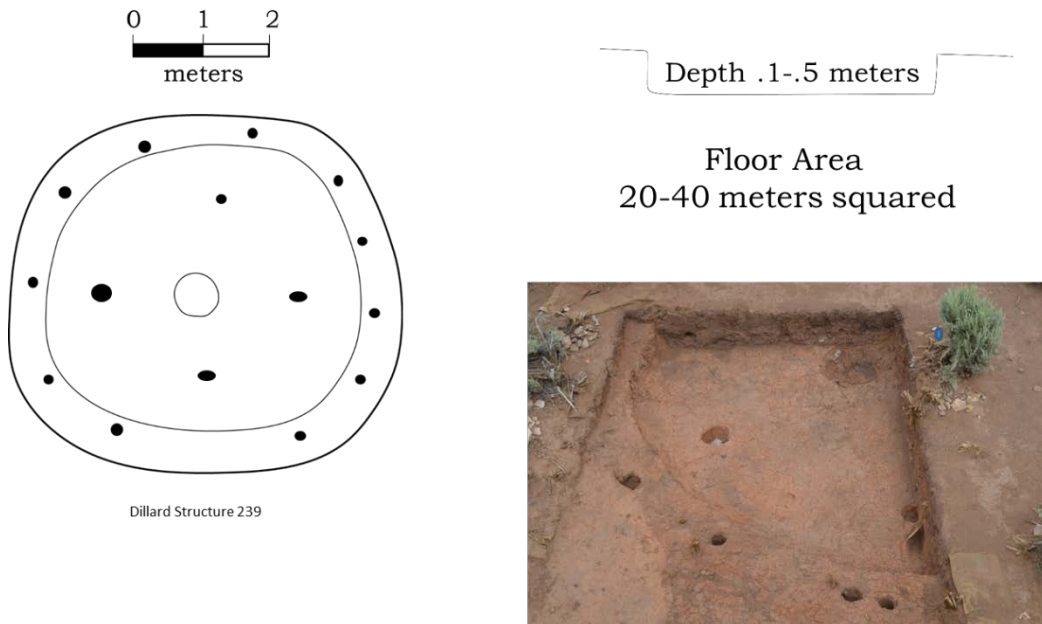 0 1 2
meters
Depth .1-.5 meters
Floor Area
20-40 meters squared
Dillard Structure 239